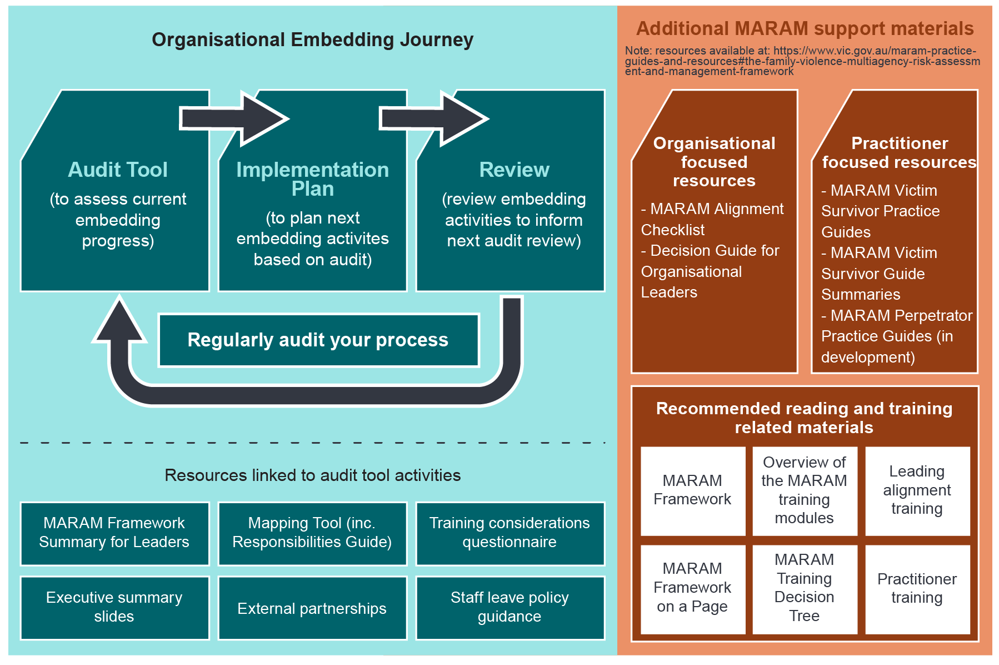 Organisational Embedding Journey
Audit Tool
(to assess current
embedding
progress)
Implementation
Plan
(to plan next
embedding activites
based on audit)
Review
(review embedding
activities to inform
next audit review)
Regularly audit your process
Resources linked to audit tool activities
MARAM Framework
Summary for Leaders
Mapping Tool (inc.
Responsibilities Guide)
Training considerations
questionnaire
Executive summary
slides
External partnerships
Staff leave policy
guidance
Additional MARAM support materials
Note: resources available at: https://www.vic.gov.au/maram-practice-
guides-and-resources#the-family-violence-multiagency-risk-assessm
ent-and-management-framework
Organisational
focused
resources
- MARAM Alignment
Checklist
- Decision Guide for
Organisational
Leaders
Practitioner
focused resources
- MARAM Victim
Survivor Practice
Guides
- MARAM Victim
Survivor Guide
Summaries
- MARAM Perpetrator
Practice Guides (in
development)
Recommended reading and training
related materials
MARAM
Framework
Overview of
the MARAM
training
modules
Leading
alignment
training
MARAM
Framework
on a Page
MARAM
Training
Decision
Tree
Practitioner
training